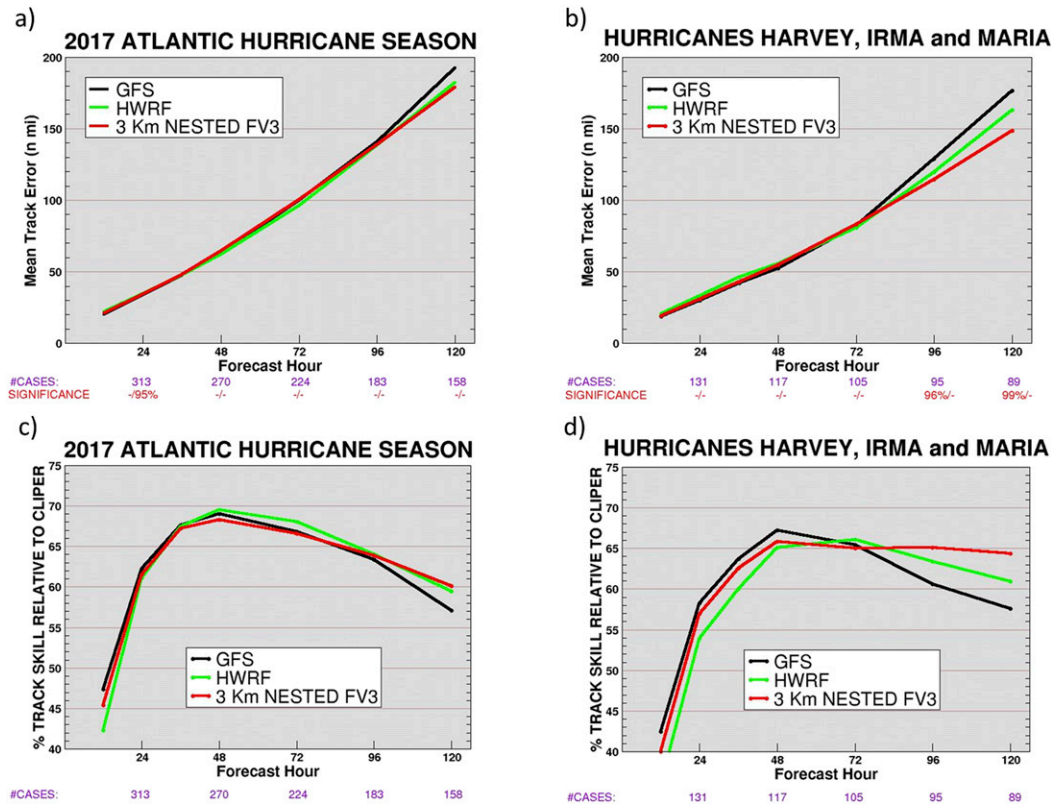 a)
2017 ATLANTIC HURRICANE SEASON
Mean Track Error (n mi)
200
150
100
50
0
GFS
HWRF
3 Km NESTED FV3
24 48 72 96 120
Forecast Hour
#CASES: 313 270 224 183 158
SIGNIFICANCE -/95% -/- -/- -/- -/-
b)
HURRICANES HARVEY, IRMA and MARIA
Mean Track Error (n mi)
200
150
100
50
0
GFS
HWRF
3 Km NESTED FV3
24 48 72 96 120
Forecast Hour
#CASES: 131 117 105 95 89
SIGNIFICANCE -/- -/- -/- 96%/- 99%/-
c)
2017 ATLANTIC HURRICANE SEASON
% TRACK SKILL RELATIVE TO CLIPER
75
70
65
60
55
50
45
40
GFS
HWRF
3 Km NESTED FV3
24 48 72 96 120
Forecast Hour
#CASES: 313 270 224 183 158
d)
HURRICANES HARVEY, IRMA and MARIA
% TRACK SKILL RELATIVE TO CLIPER
75
70
65
60
55
50
45
40
GFS
HWRF
3 Km NESTED FV3
24 48 72 96 120
Forecast Hour
#CASES: 131 117 105 95 89